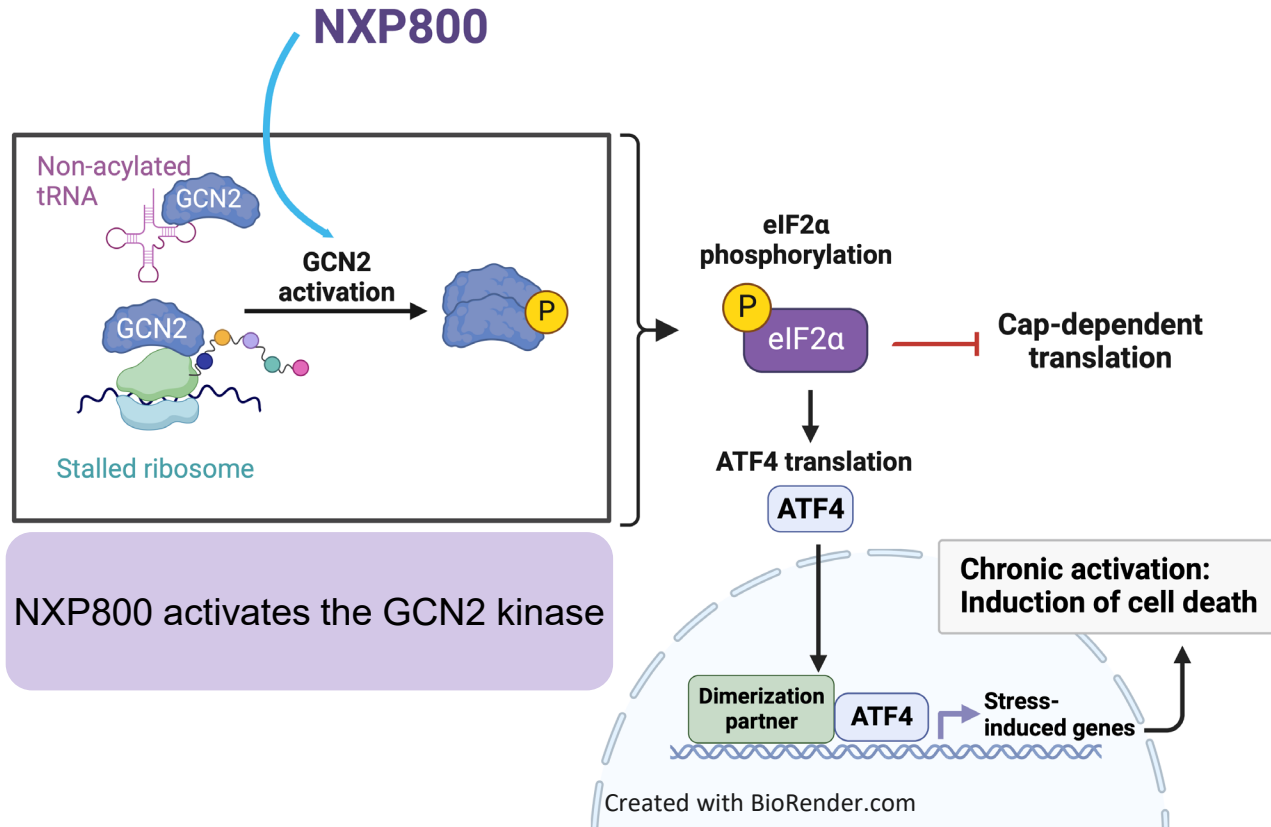 NXP800
Non-acylated
tRNA
GCN2
GCN2
activation
P
GCN2
Stalled ribosome
NXP800 activates the GCN2 kinase
eIF2α
phosphorylation
P
eIF2α
Cap-dependent
translation
ATF4 translation
ATF4
Chronic activation:
Induction of cell death
Dimerization
partner
ATF4
Stress-
induced genes
Created with BioRender.com